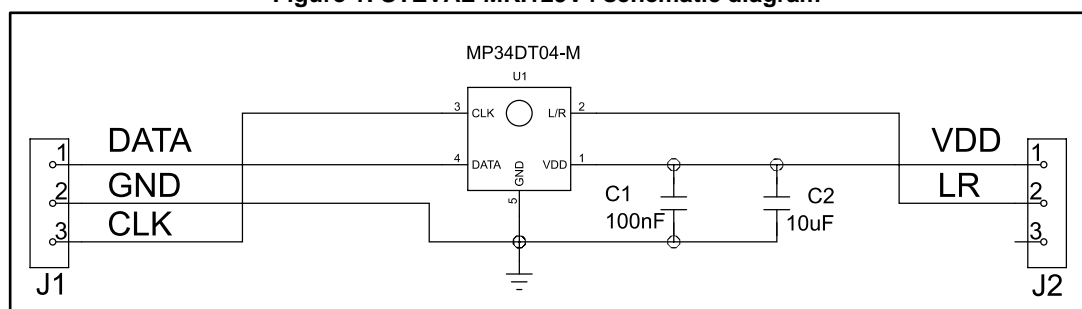 MP34DT04-M
U1
3 CLK L/R 2
4 DATA VDD 1
GND
5
DATA
GND
CLK
1
2
3
J1
C1
100nF
C2
10uF
VDD
LR
1
2
3
J2